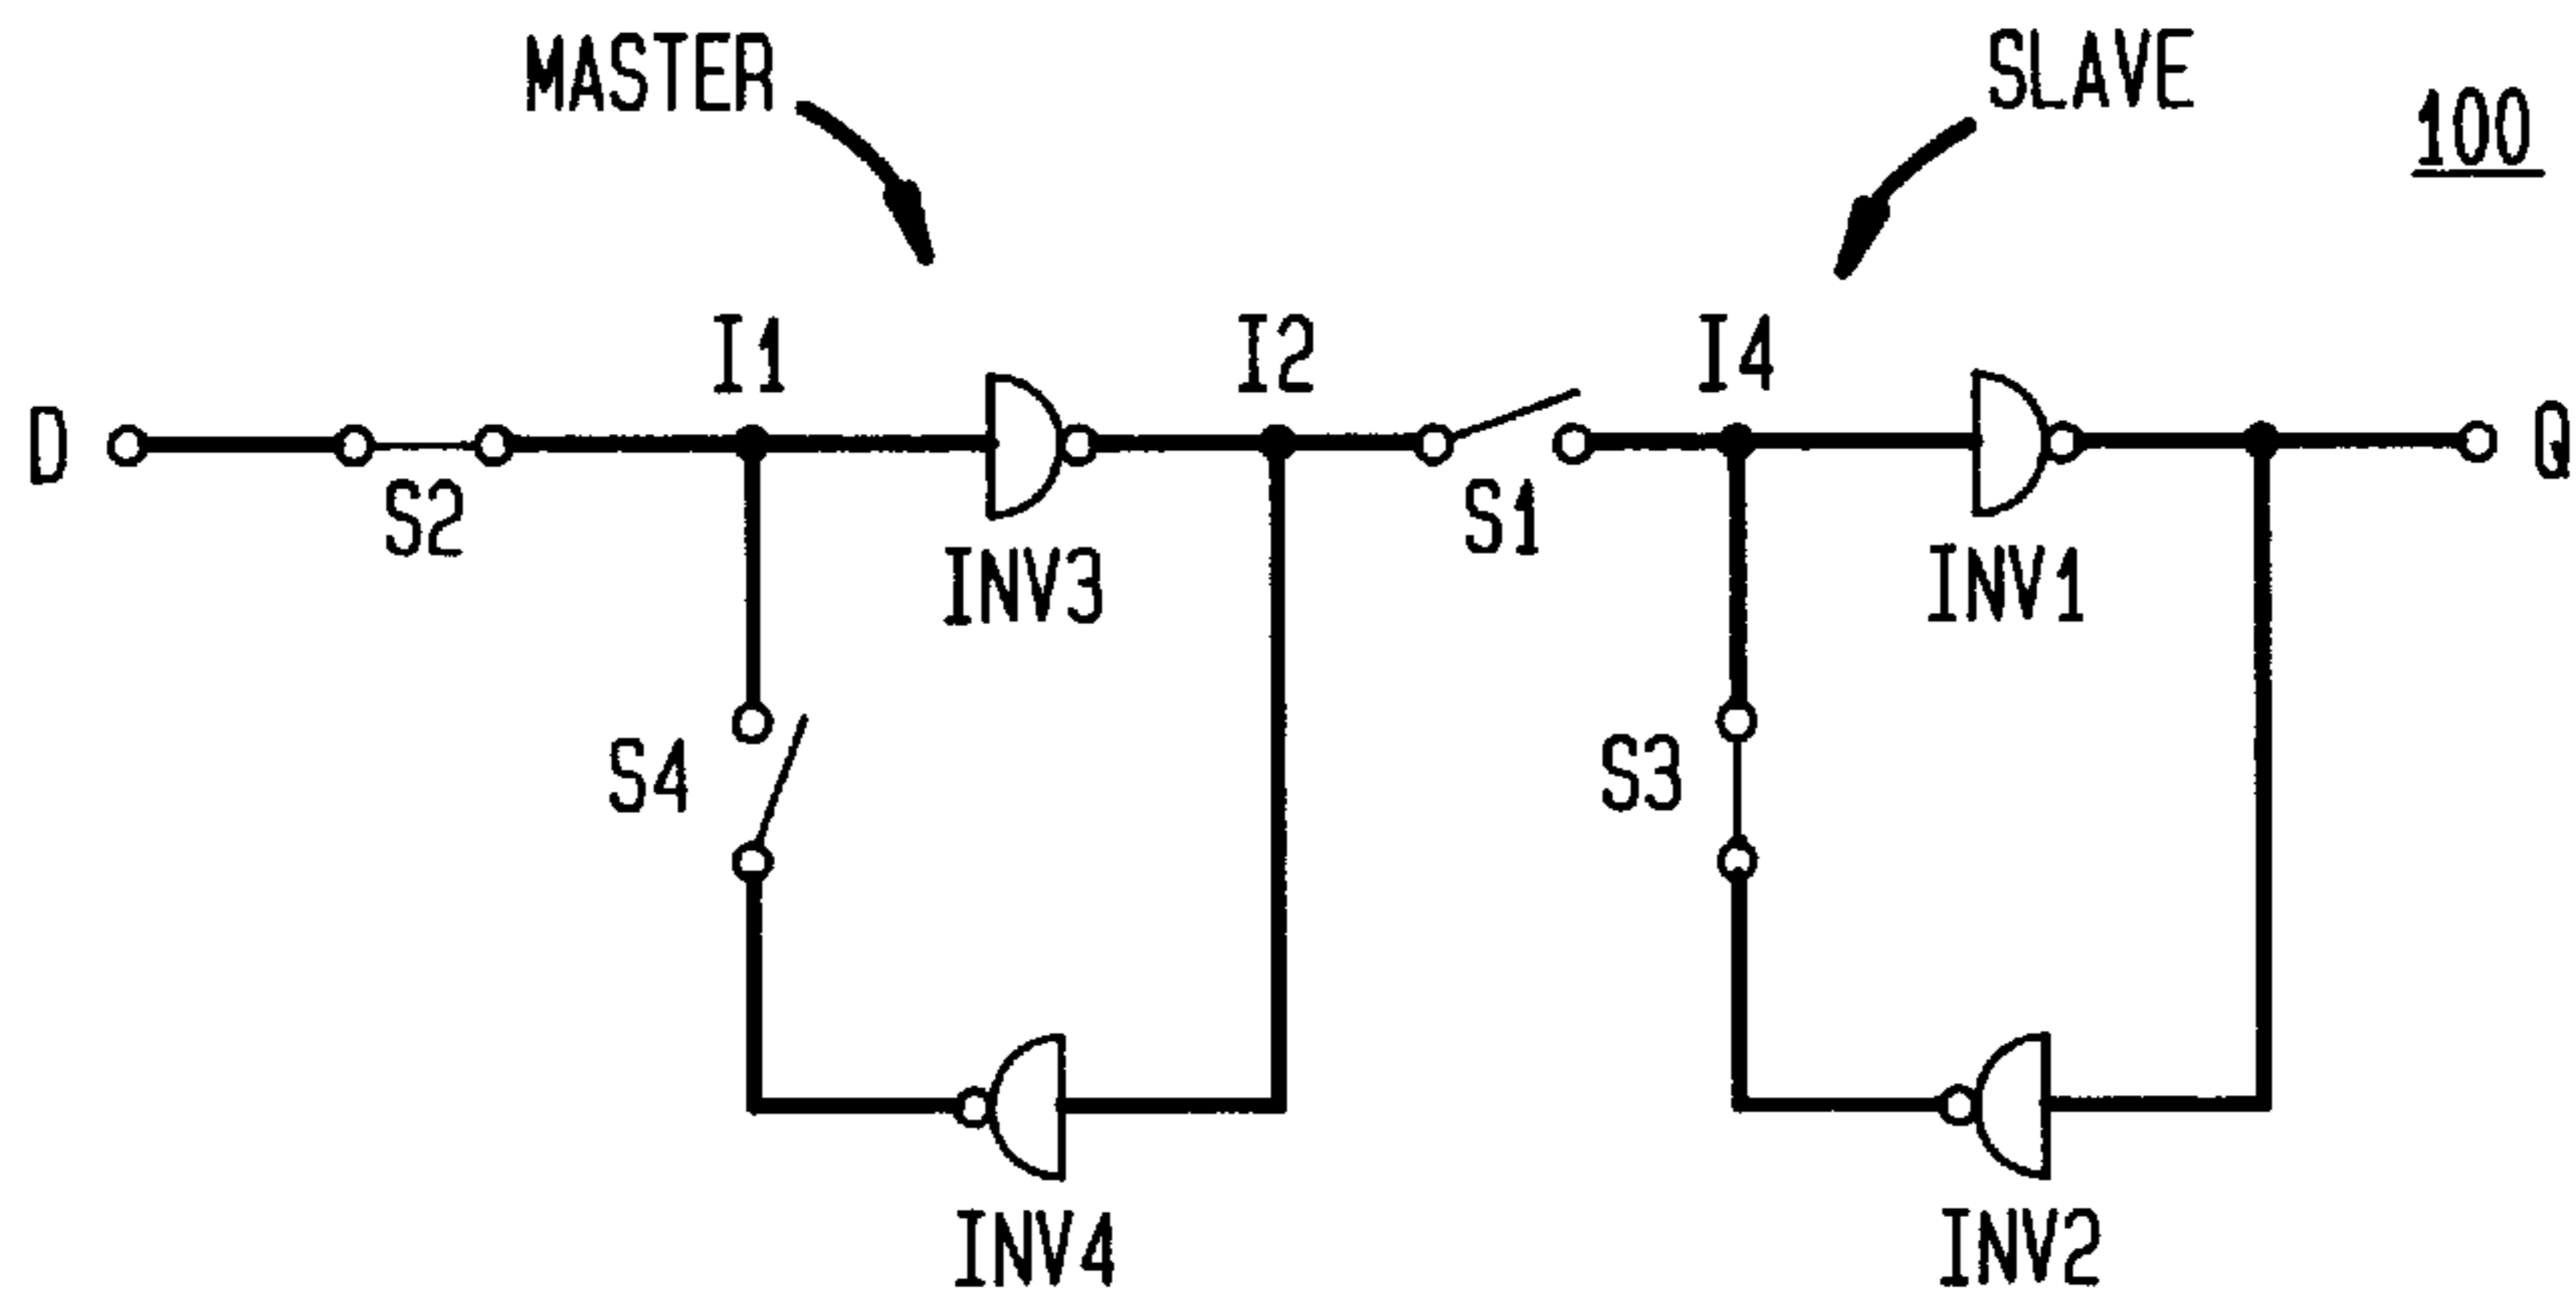 MASTER
SLAVE
100
I1
I2
I4
D
Q
S2
S1
INV3
INV1
S4
S3
INV4
INV2